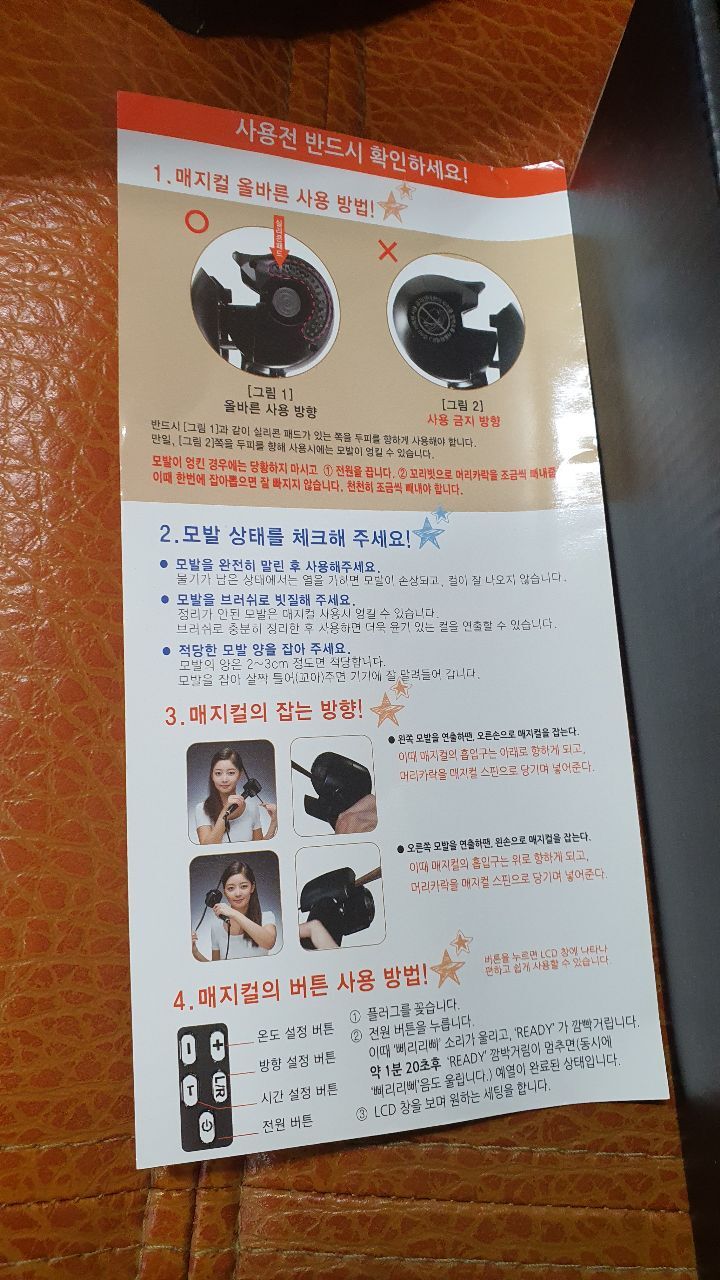 사용전 반드시 확인하세요!
1.매지컬 올바른 사용 방법!
실리콘패드
[그림 1]
올바른 사용 방향
[그림 2]
사용 금지 방향
반드시 [그림 1]과 같이 실리콘 패드가 있는 쪽을 두피를 향하게 사용해야 합니다.
만일, [그림 2]쪽을 두피를 향해 사용시에는 모발이 엉킬 수 있습니다.
모발이 엉킨 경우에는 당황하지 마시고 ① 전원을 끕니다. ② 꼬리빗으로 머리카락을 조금씩 빼내줍
이때 한번에 잡아뽑으면 잘 빠지지 않습니다. 천천히 조금씩 빼내야 합니다.
2.모발 상태를 체크해 주세요!
● 모발을 완전히 말린 후 사용해주세요.
물기가 남은 상태에서는 열을 가하면 모발이 손상되고, 컬이 잘 나오지 않습니다.
● 모발을 브러쉬로 빗질해 주세요.
정리가 안된 모발은 매지컬 사용시 엉킬 수 있습니다.
브러쉬로 충분히 정리한 후 사용하면 더욱 윤기 있는 컬을 연출할 수 있습니다.
● 적당한 모발 양을 잡아 주세요.
모발의 양은 2~3cm 정도면 적당합니다.
모발을 잡아 살짝 틀어(꼬아)주면 기기에 잘 말려들어 갑니다.
3.매지컬의 잡는 방향!
● 왼쪽 모발을 연출하땐, 오른손으로 매지컬을 잡는다.
이때 매지컬의 흡입구는 아래로 향하게 되고,
머리카락을 매지컬 스핀으로 당기며 넣어준다.
● 오른쪽 모발을 연출하땐, 왼손으로 매지컬을 잡는다.
이때 매지컬의 흡입구는 위로 향하게 되고,
머리카락을 매지컬 스핀으로 당기며 넣어준다.
4.매지컬의 버튼 사용 방법!
버튼을 누르면 LCD 창에 나타나
편하고 쉽게 사용할 수 있습니다.
− +
T L/R
온도 설정 버튼
방향 설정 버튼
시간 설정 버튼
전원 버튼
① 플러그를 꽂습니다.
② 전원 버튼을 누릅니다.
이때 '삐리리삐' 소리가 울리고, 'READY' 가 깜빡거립니다.
약 1분 20초후 'READY' 깜박거림이 멈추면(동시에
'삐리리삐'음도 울립니다.) 예열이 완료된 상태입니다.
③ LCD 창을 보며 원하는 세팅을 합니다.